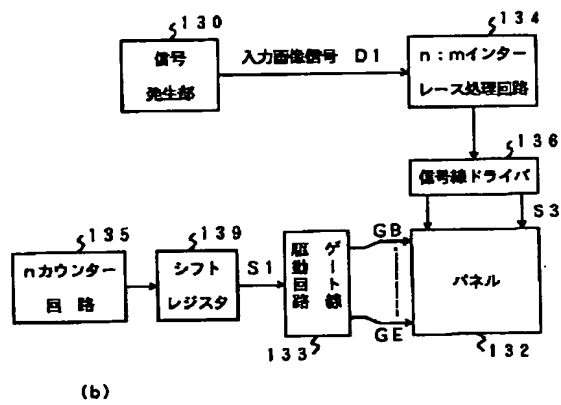 130
信号
発生部
入力画像信号 D1
134
n:mインター
レース処理回路
136
信号線ドライバ
S3
135
nカウンター
回路
139
シフト
レジスタ
S1
ゲート線
駆動回路
133
GB
GE
パネル
132
(b)